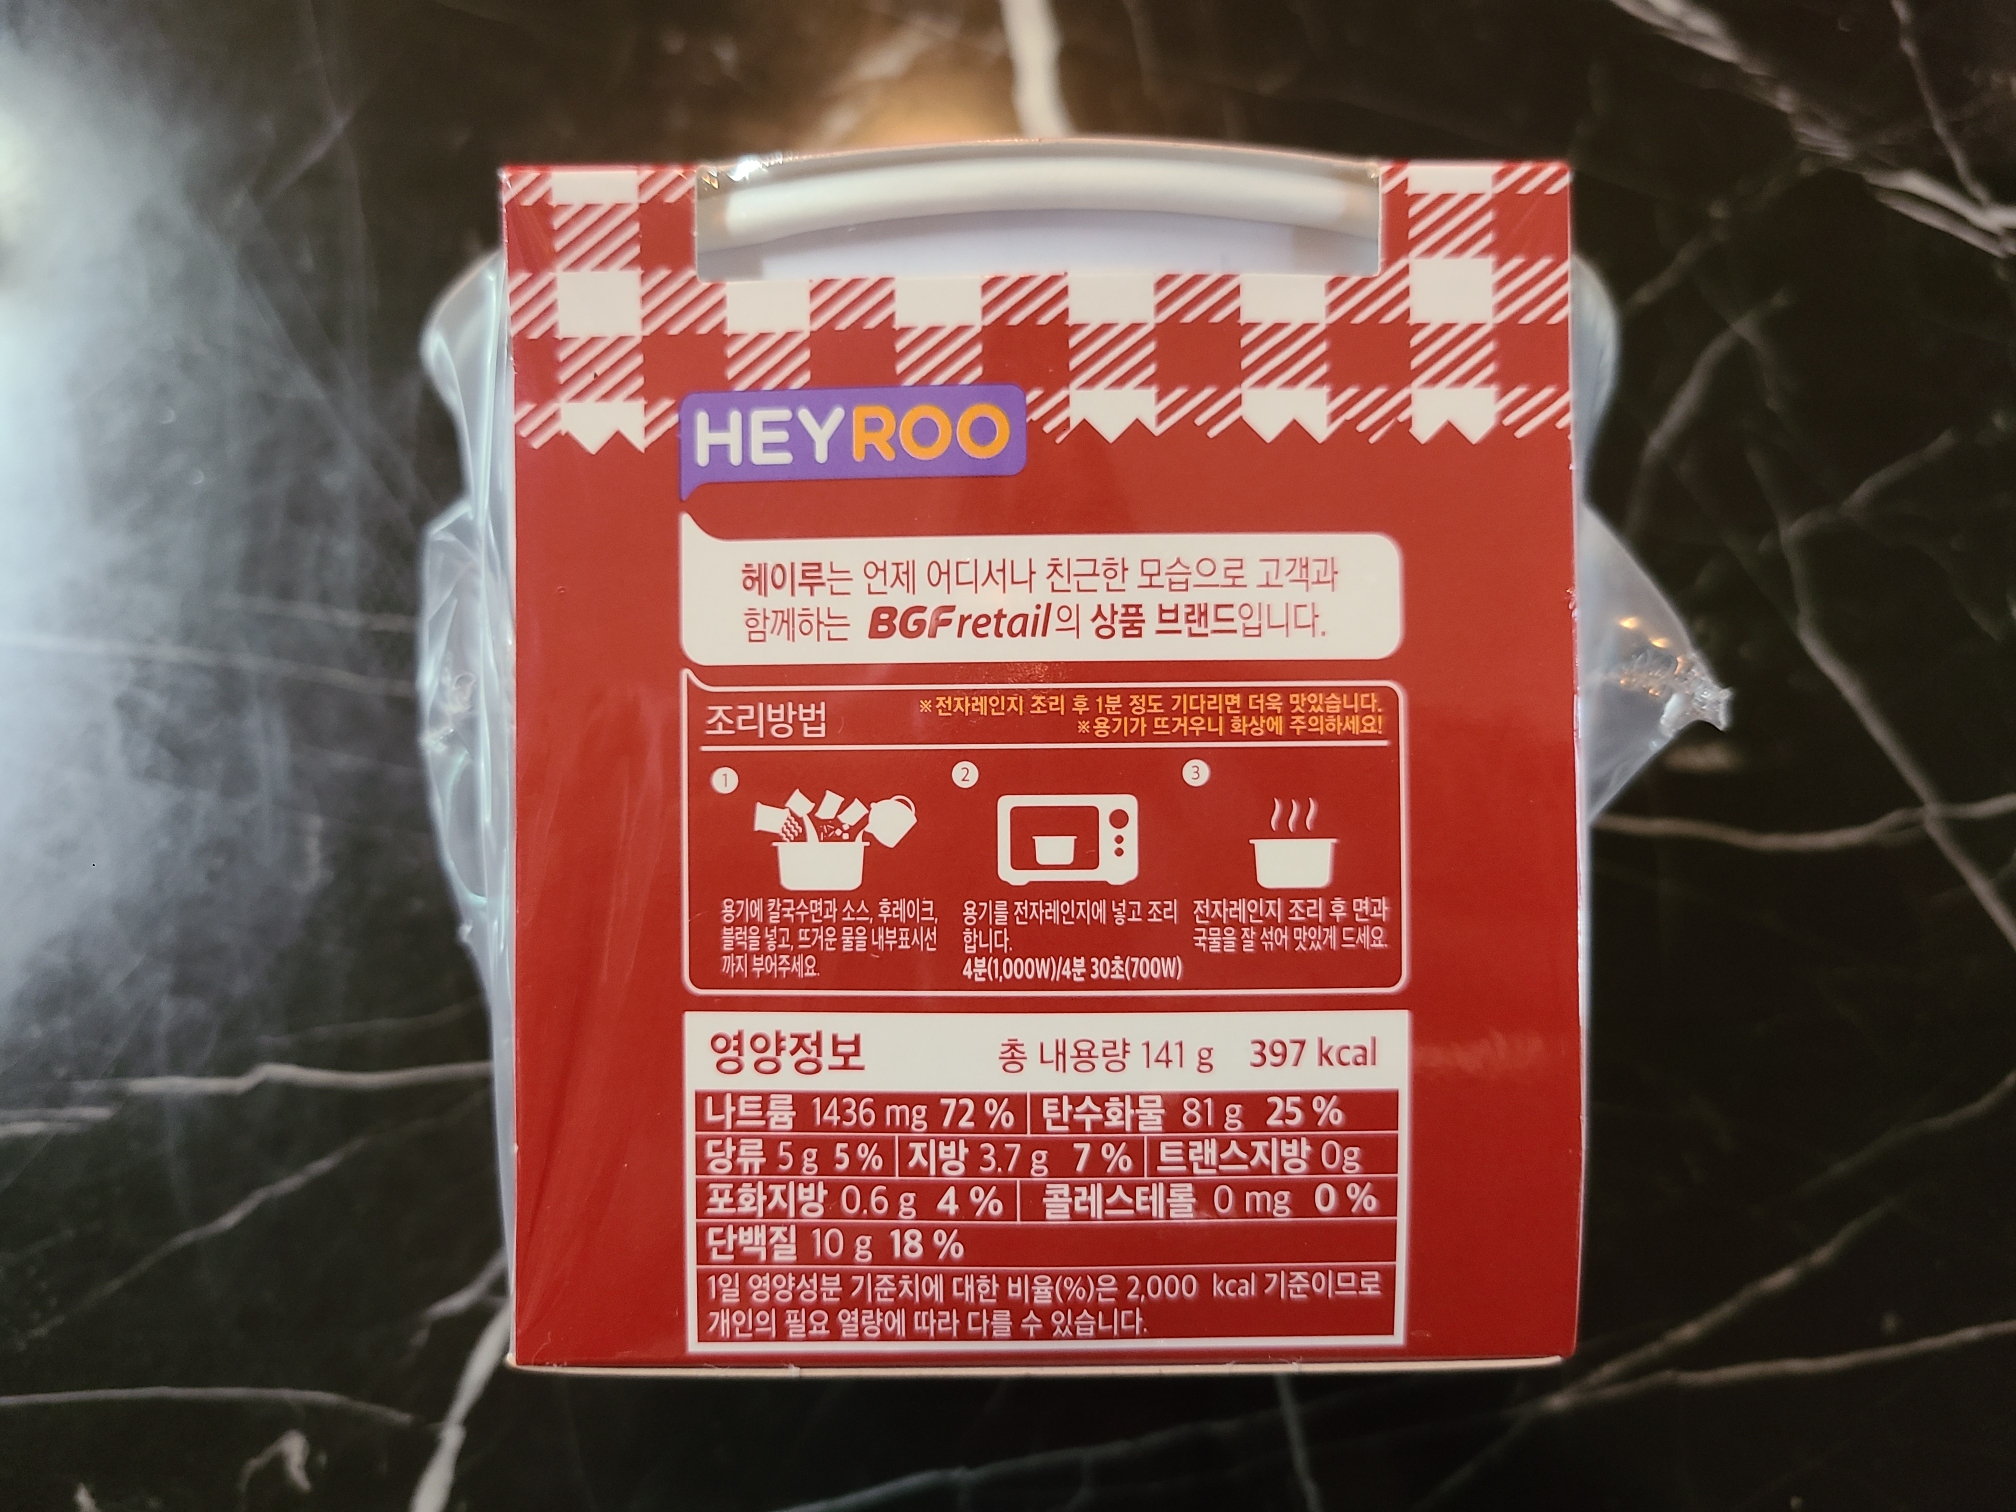 HEYROO
헤이루는 언제 어디서나 친근한 모습으로 고객과
함께하는 BGFretail의 상품 브랜드입니다.
조리방법
※전자레인지 조리 후 1분 정도 기다리면 더욱 맛있습니다.
※용기가 뜨거우니 화상에 주의하세요!
1
용기에 칼국수면과 소스, 후레이크,
블럭을 넣고, 뜨거운 물을 내부표시선
까지 부어주세요.
2
용기를 전자레인지에 넣고 조리
합니다.
4분(1,000W)/4분 30초(700W)
3
전자레인지 조리 후 면과
국물을 잘 섞어 맛있게 드세요.
영양정보 총 내용량 141 g 397 kcal
나트륨 1436 mg 72 % 탄수화물 81 g 25 %
당류 5 g 5 % 지방 3.7 g 7 % 트랜스지방 0g
포화지방 0.6 g 4 % 콜레스테롤 0 mg 0 %
단백질 10 g 18 %
1일 영양성분 기준치에 대한 비율(%)은 2,000 kcal 기준이므로
개인의 필요 열량에 따라 다를 수 있습니다.